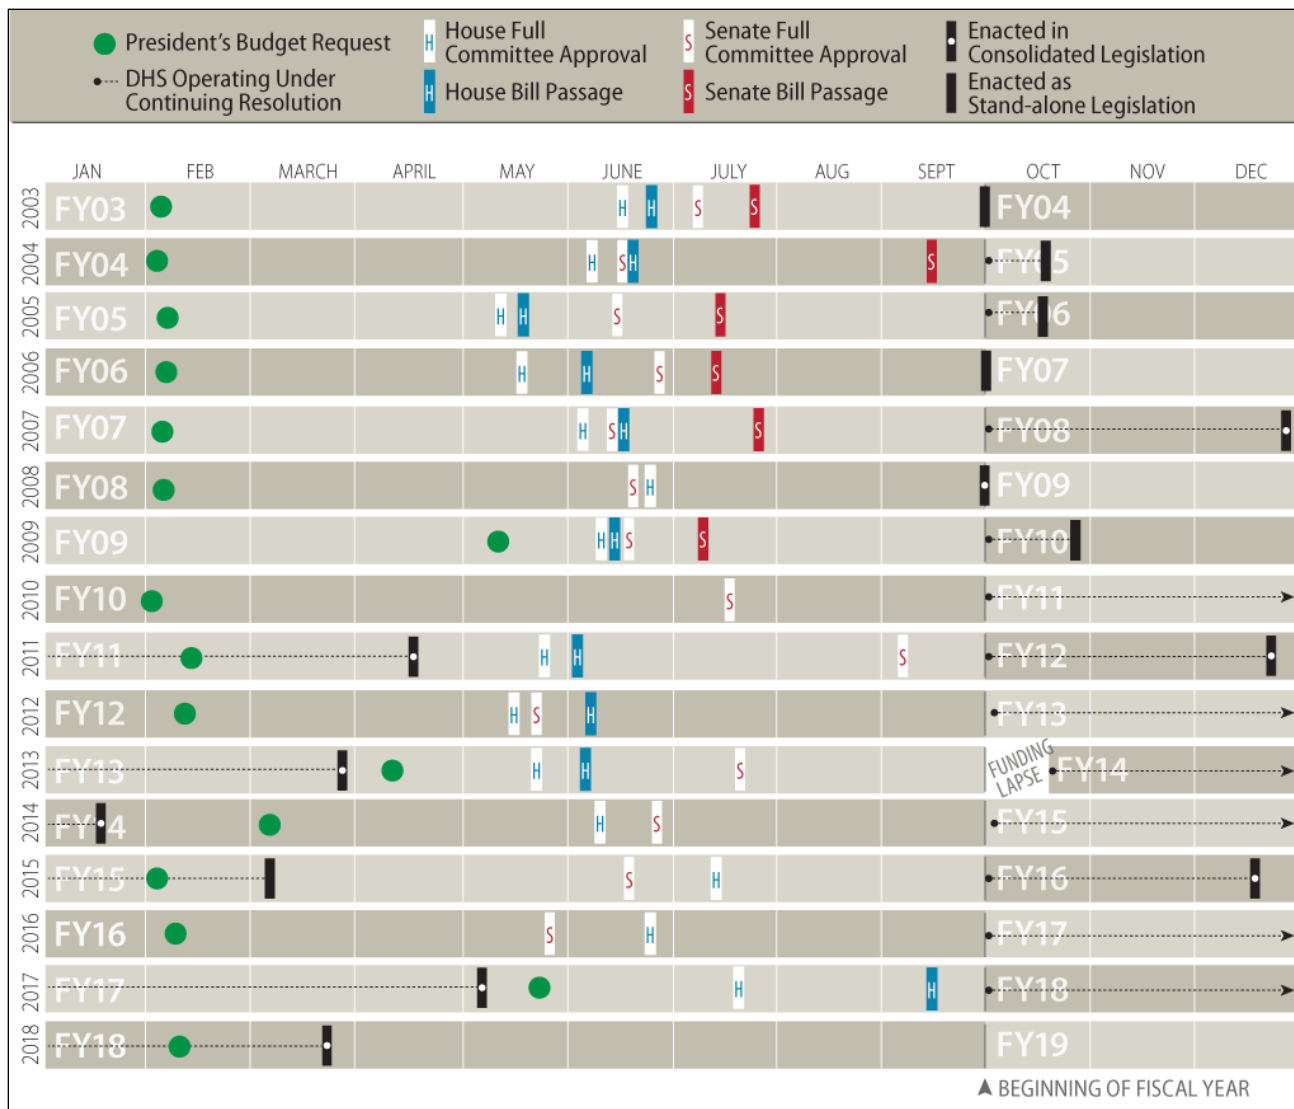 President's Budget Request
DHS Operating Under
Continuing Resolution
H
House Full
Committee Approval
H
House Bill Passage
S
Senate Full
Committee Approval
S
Senate Bill Passage
Enacted in
Consolidated Legislation
Enacted as
Stand-alone Legislation
JAN FEB MARCH APRIL MAY JUNE JULY AUG SEPT OCT NOV DEC
2003 FY03 H H S S FY04
2004 FY04 H S H S FY05
2005 FY05 H H S S FY06
2006 FY06 H H S S FY07
2007 FY07 H S H S FY08
2008 FY08 S H FY09
2009 FY09 H H S S FY10
2010 FY10 S FY11
2011 FY11 H H S FY12
2012 FY12 H S H FY13
2013 FY13 H H S FUNDING LAPSE FY14
2014 FY14 H S FY15
2015 FY15 S H FY16
2016 FY16 S H FY17
2017 FY17 H H FY18
2018 FY18 FY19
BEGINNING OF FISCAL YEAR